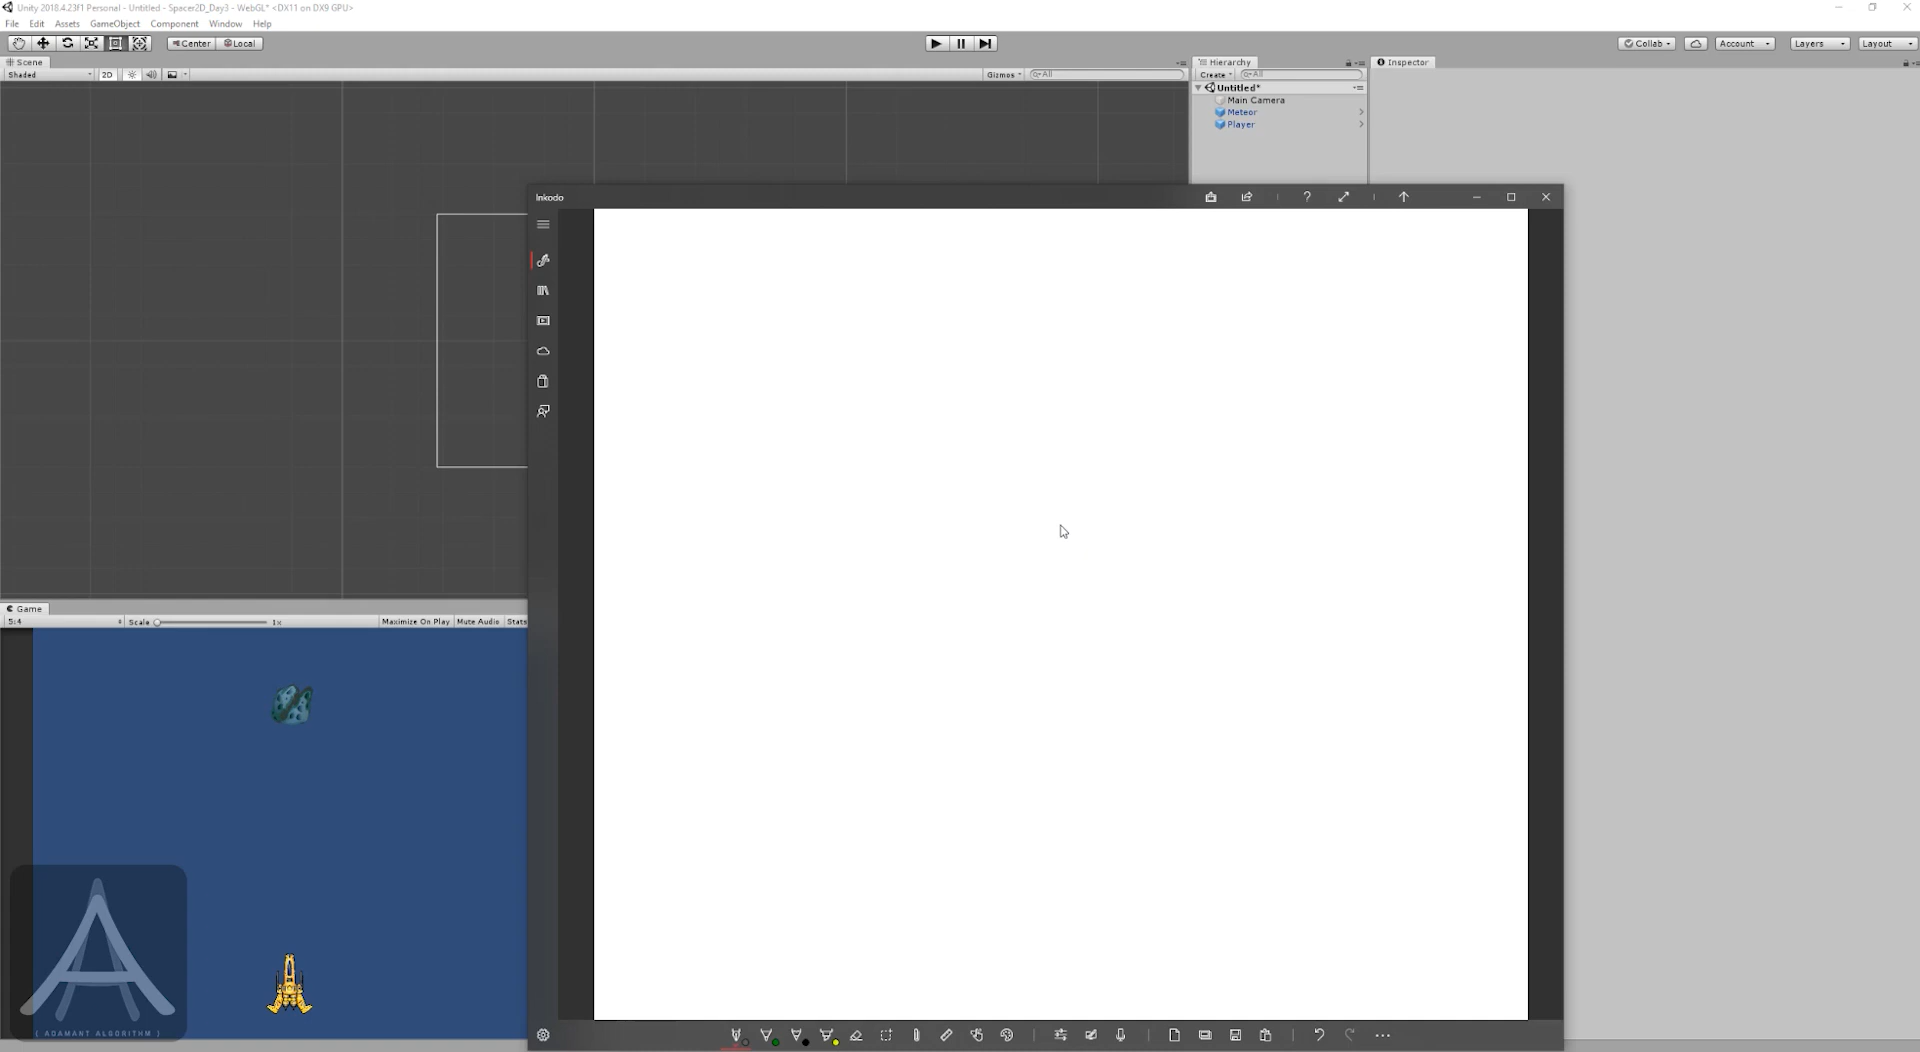 Unity 2018.4.23f1 Personal - Untitled - Spacer2D_Day3 - WebGL* <DX11 on DX9 GPU>
File Edit Assets GameObject Component Window Help
Center Local
Collab Account Layers Layout
Scene
Shaded 2D Gizmos All
Hierarchy
Create All
Untitled*
Main Camera
Meteor
Player
Inspector
Inkodo
Game
5:4 Scale 1x Maximize On Play Mute Audio Stats
( ADAMANT ALGORITHM )